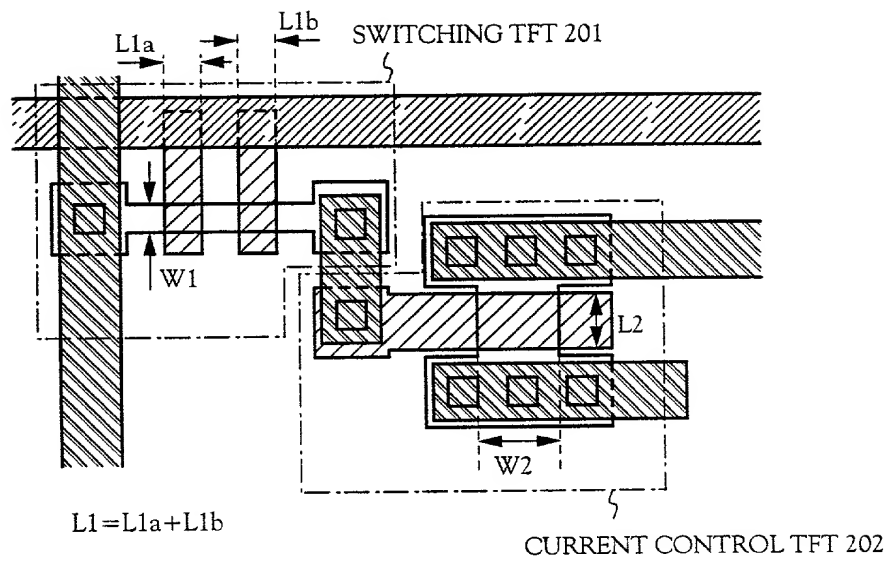 L1b
SWITCHING TFT 201
L1a
W1
L2
W2
L1=L1a+L1b
CURRENT CONTROL TFT 202